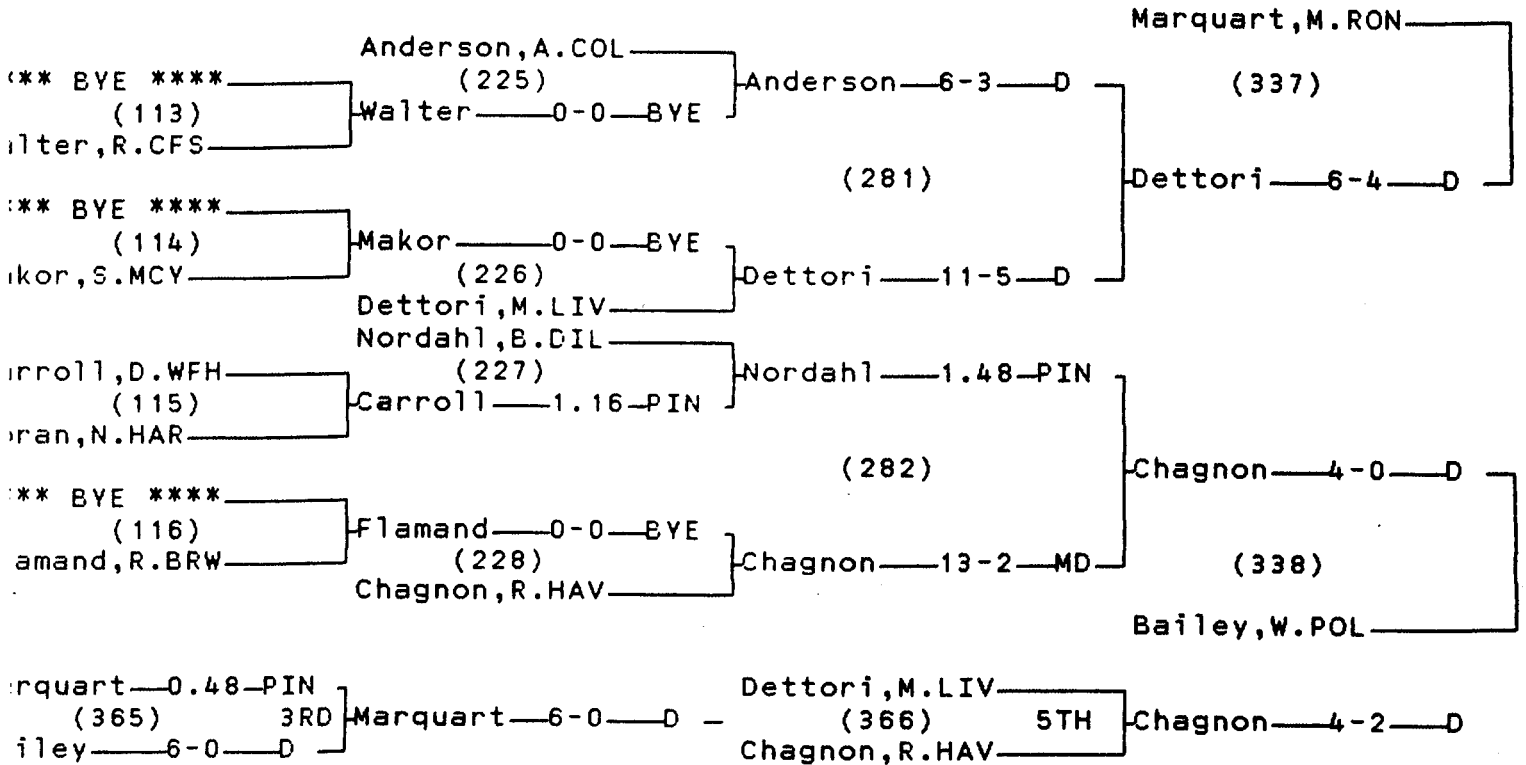 Marquart,M.RON
Anderson,A.COL
** BYE **** (225) Anderson 6-3 D (337)
(113) Walter 0-0 BYE
lter,R.CFS
(281) Dettori 6-4 D
** BYE ****
(114) Makor 0-0 BYE
kor,S.MCY (226) Dettori 11-5 D
Dettori,M.LIV
Nordahl,B.DIL
rroll,D.WFH (227) Nordahl 1.48 PIN
(115) Carroll 1.16 PIN
ran,N.HAR
(282) Chagnon 4-0 D
** BYE ****
(116) Flamand 0-0 BYE
amand,R.BRW (228) Chagnon 13-2 MD (338)
Chagnon,R.HAV
Bailey,W.POL
rquart 0.48 PIN Dettori,M.LIV
(365) 3RD Marquart 6-0 D (366) 5TH Chagnon 4-2 D
iley 6-0 D Chagnon,R.HAV